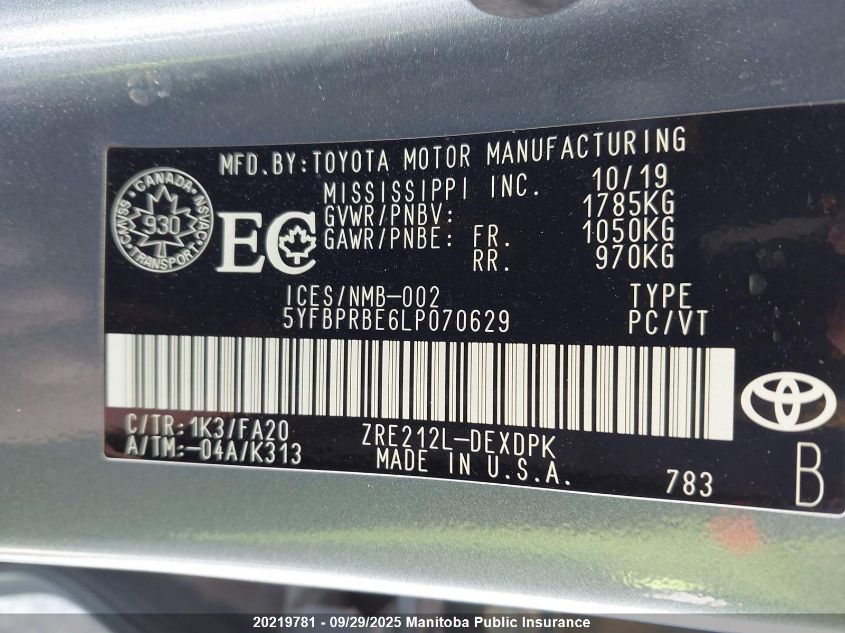 MFD.BY:TOYOTA MOTOR MANUFACTURING
MISSISSIPPI INC. 10/19
GVWR/PNBV: 1785KG
GAWR/PNBE: FR. 1050KG
RR. 970KG
CANADA
CMVSS NSVAC
930
TRANSPORT
EC
ICES/NMB-002 TYPE
5YFBPRBE6LP070629 PC/VT
C/TR:1K3/FA20 ZRE212L-DEXDPK
A/TM:-04A/K313 MADE IN U.S.A. 783
B
20219781 - 09/29/2025 Manitoba Public Insurance